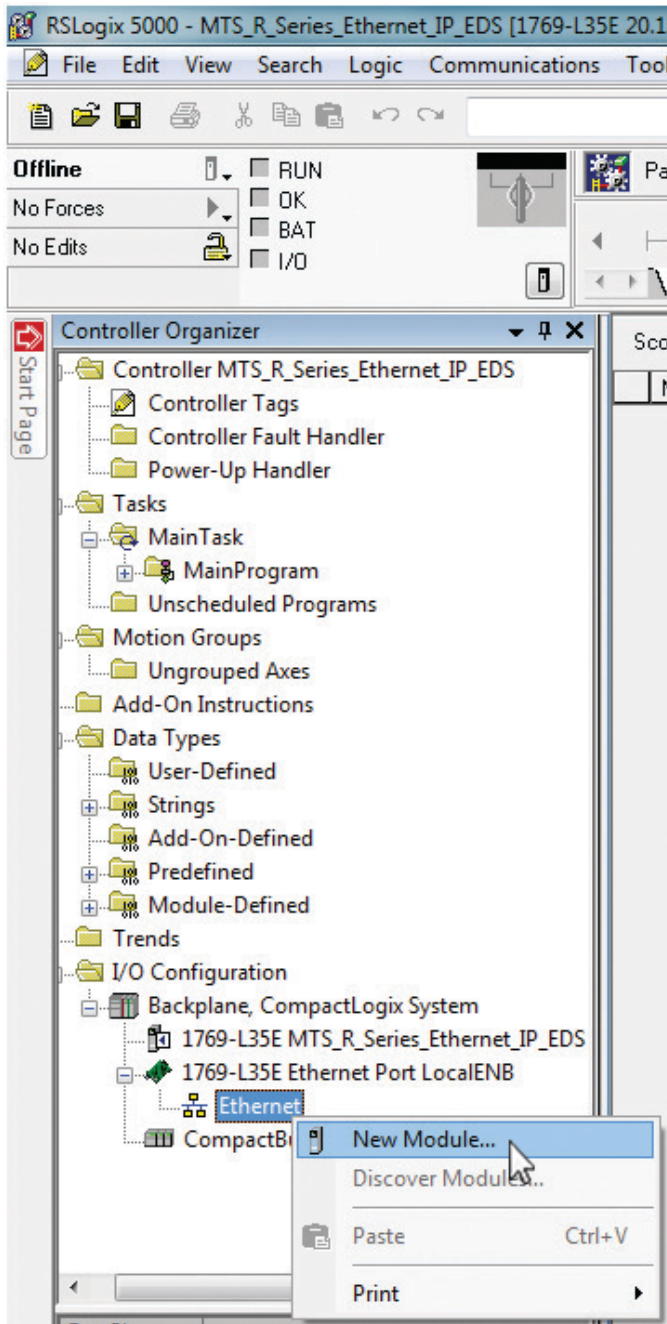 RSLogix 5000 - MTS_R_Series_Ethernet_IP_EDS [1769-L35E 20.1
File Edit View Search Logic Communications Tool
Offline
RUN
No Forces
OK
No Edits
BAT
I/O
Pa
Start Page
Controller Organizer
Sco
Controller MTS_R_Series_Ethernet_IP_EDS
Controller Tags
Controller Fault Handler
Power-Up Handler
Tasks
MainTask
MainProgram
Unscheduled Programs
Motion Groups
Ungrouped Axes
Add-On Instructions
Data Types
User-Defined
Strings
Add-On-Defined
Predefined
Module-Defined
Trends
I/O Configuration
Backplane, CompactLogix System
1769-L35E MTS_R_Series_Ethernet_IP_EDS
1769-L35E Ethernet Port LocalENB
Ethernet
CompactBu
New Module...
Discover Modules...
Paste Ctrl+V
Print